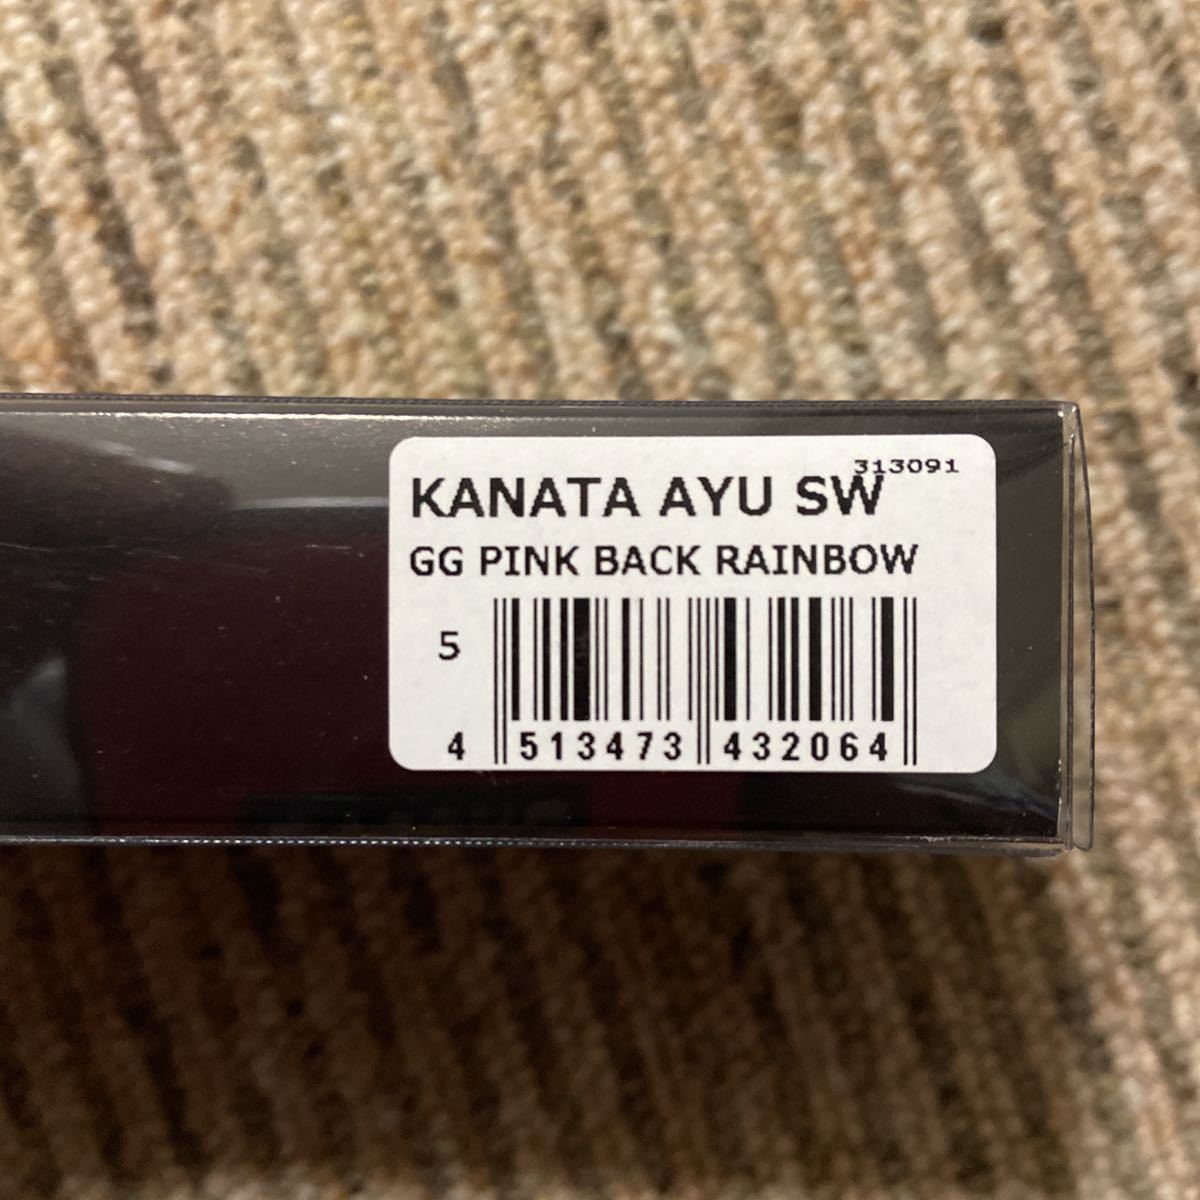 313091
KANATA AYU SW
GG PINK BACK RAINBOW
5
4 513473 432064